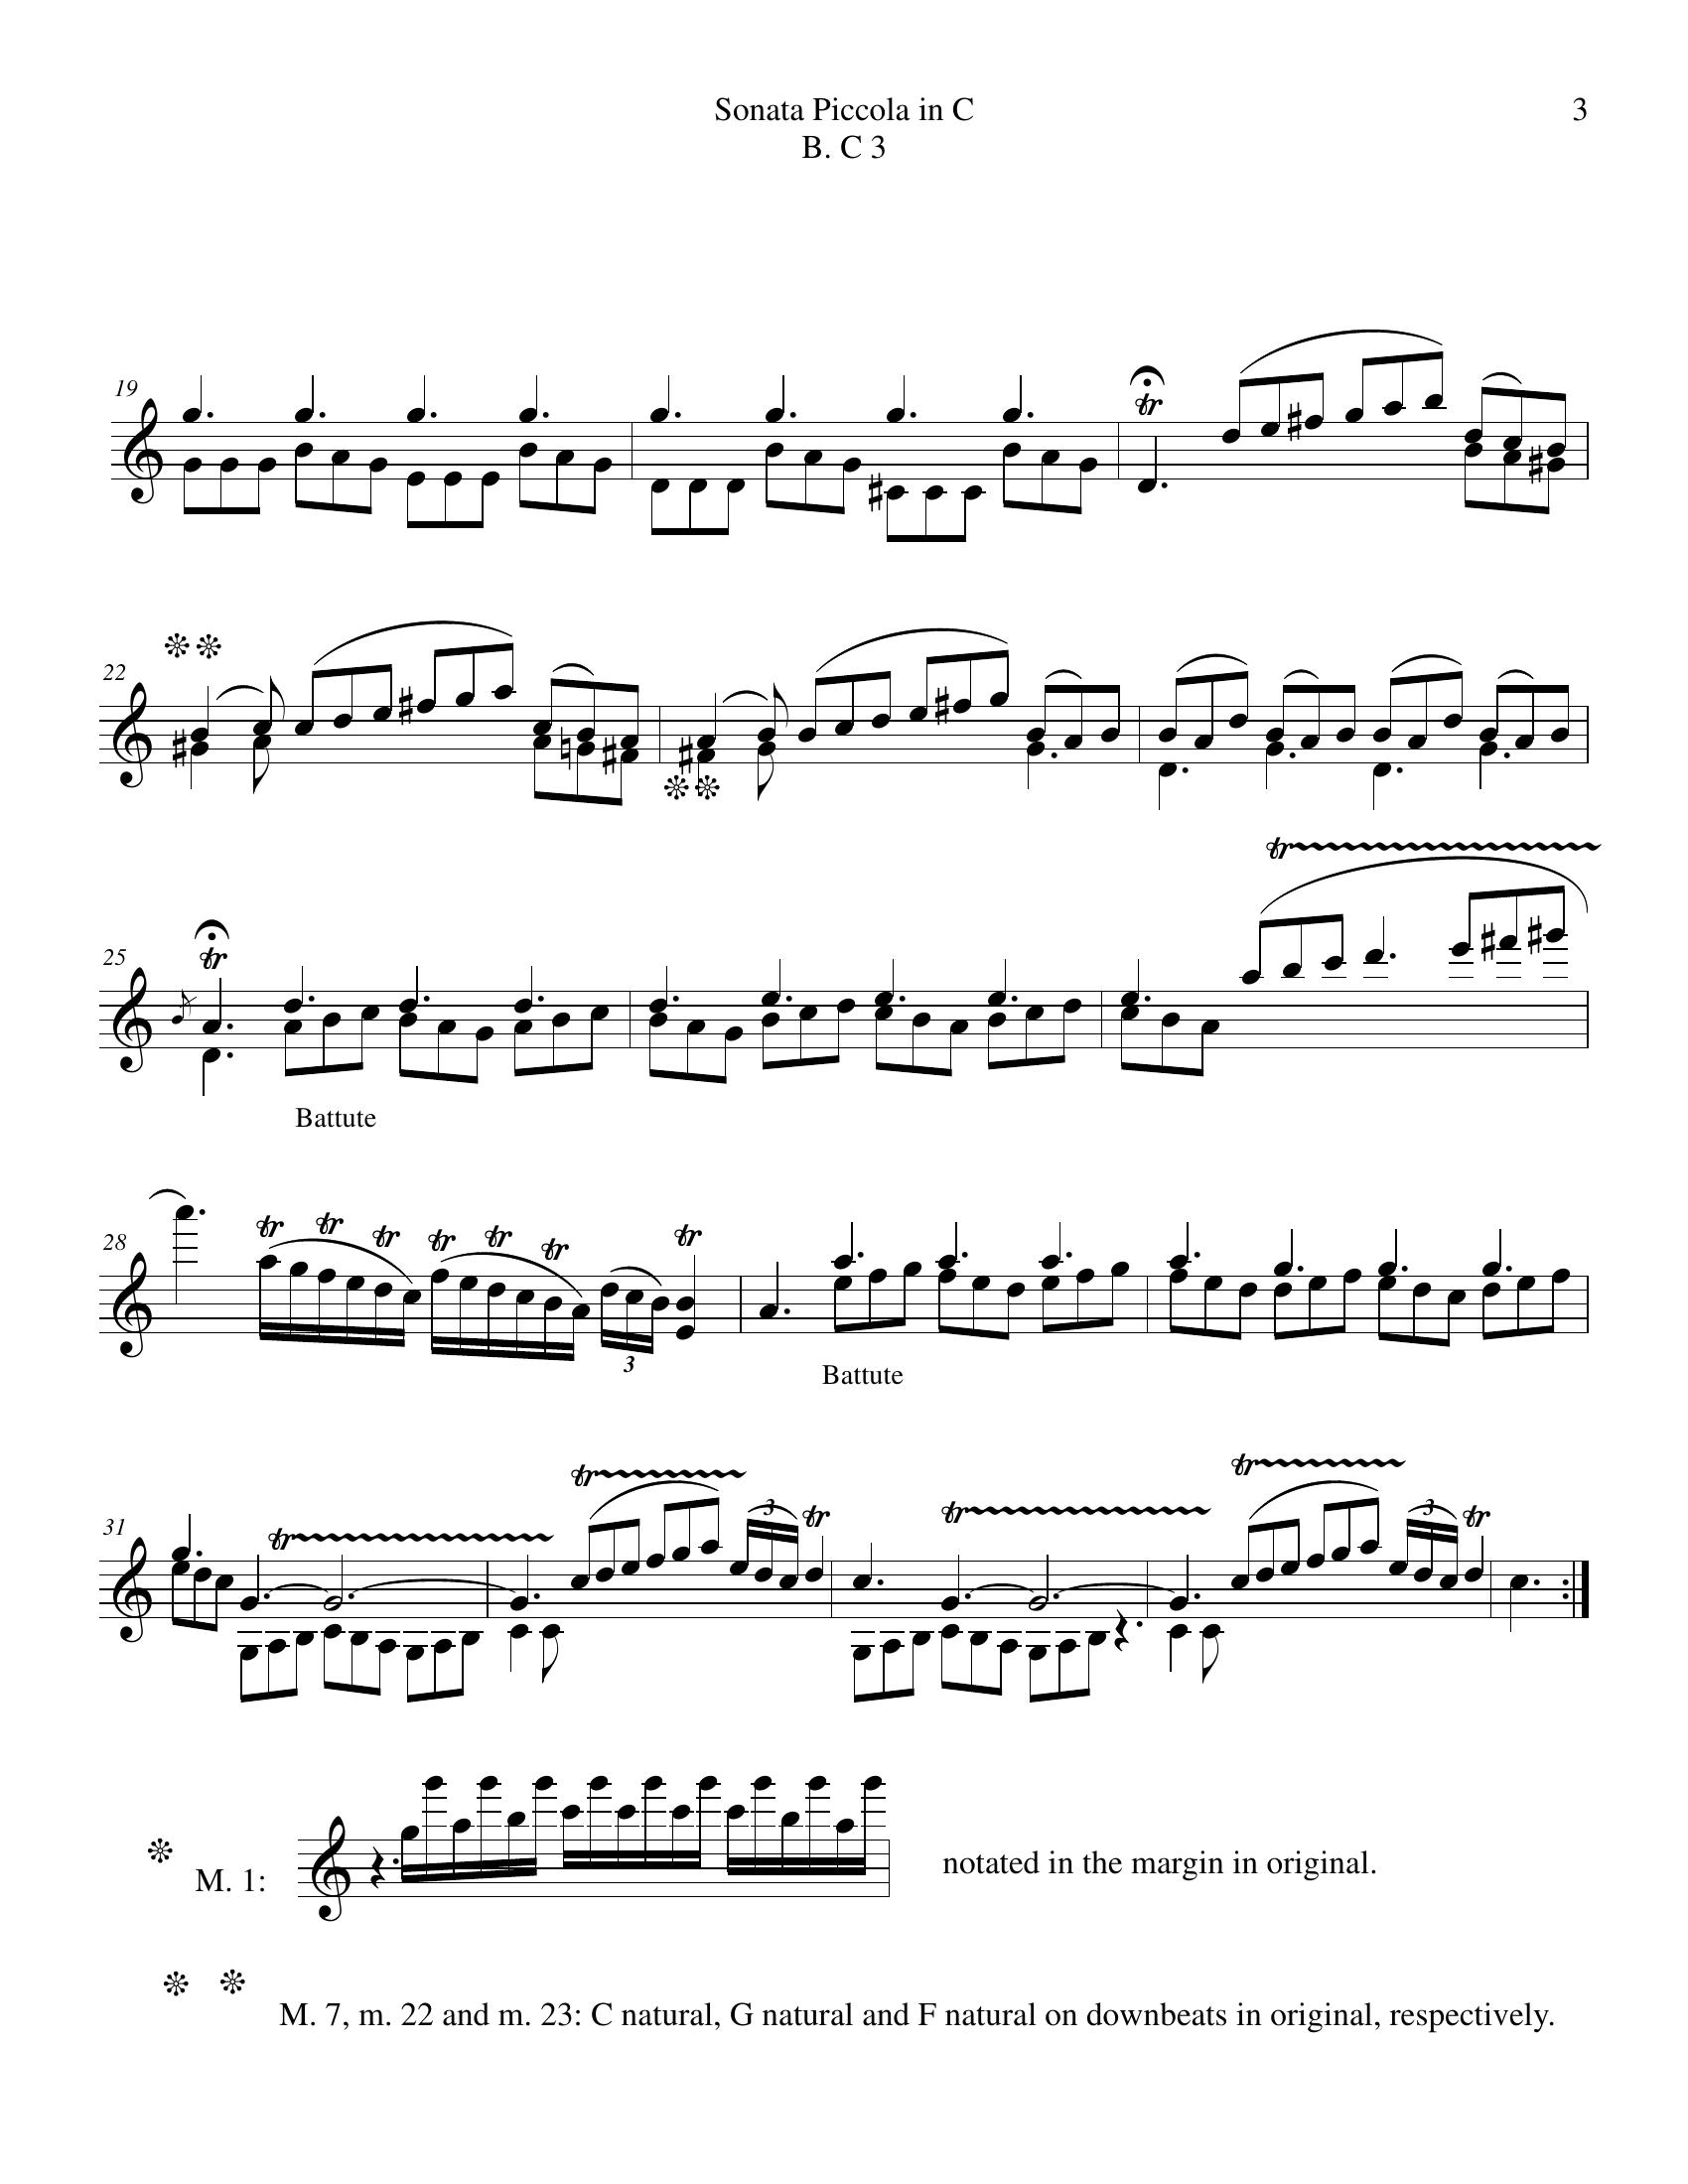 Sonata Piccola in C
3
B. C 3
19
22
25
Battute
28
3
Battute
31
3
3
M. 1:
notated in the margin in original.
M. 7, m. 22 and m. 23: C natural, G natural and F natural on downbeats in original, respectively.